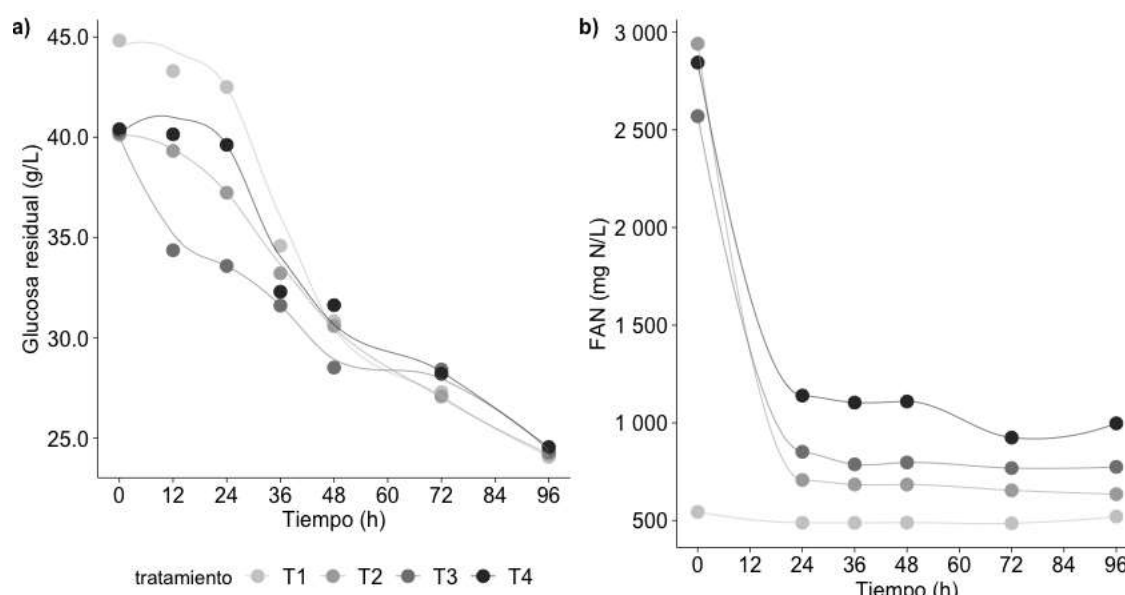 a)
Glucosa residual (g/L)
45.0
40.0
35.0
30.0
25.0
0 12 24 36 48 60 72 84 96
Tiempo (h)
b)
FAN (mg N/L)
3 000
2 500
2 000
1 500
1 000
500
0 12 24 36 48 60 72 84 96
Tiempo (h)
tratamiento T1 T2 T3 T4